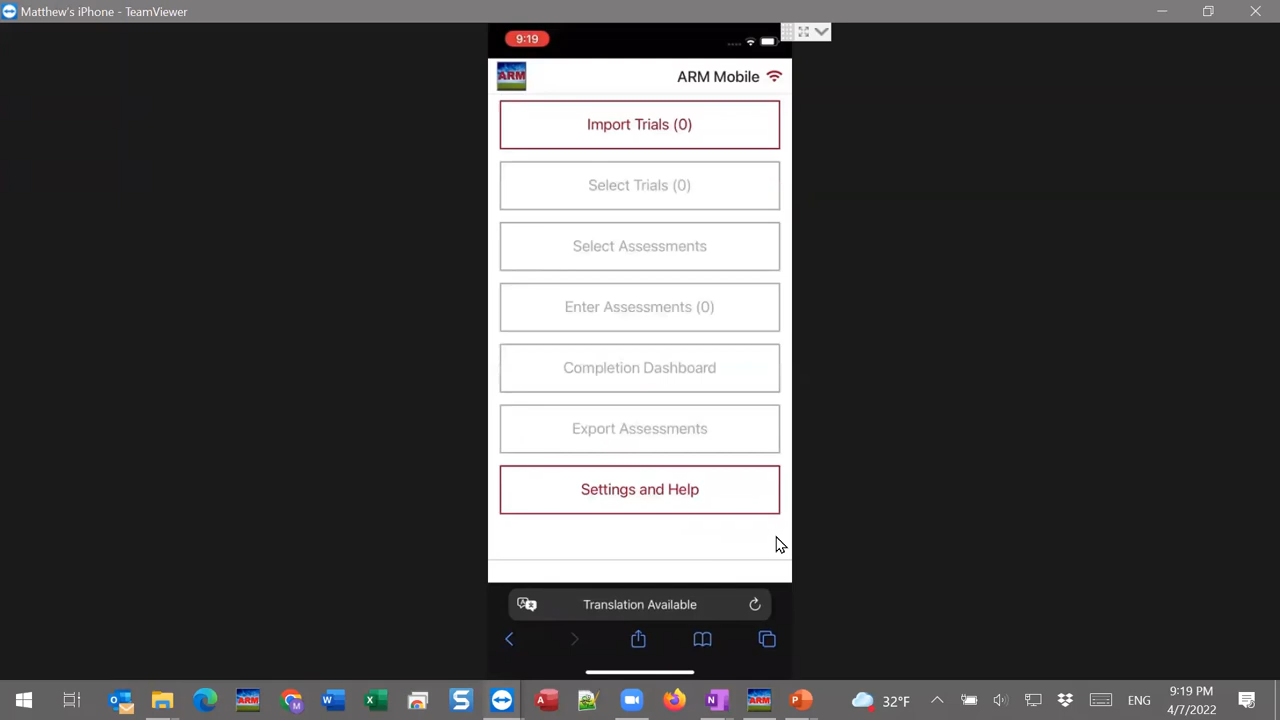 Matthew's iPhone - TeamViewer
9:19
ARM
ARM Mobile
Import Trials (0)
Select Trials (0)
Select Assessments
Enter Assessments (0)
Completion Dashboard
Export Assessments
Settings and Help
Translation Available
32°F
ENG
9:19 PM
4/7/2022